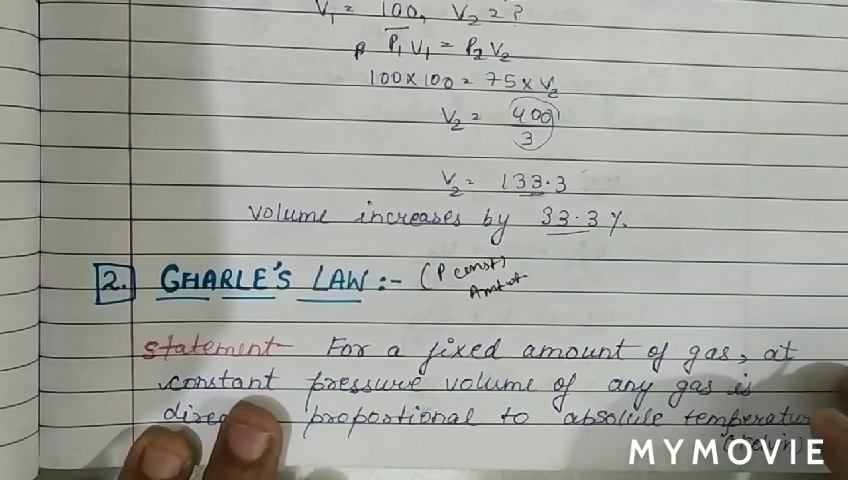 V₁ = 100, V₂ = ?
P₁V₁ = P₂V₂
100 x 100 = 75 x V₂
V₂ = 400/3
V₂ = 133.3
volume increases by 33.3 %.
2. CHARLE'S LAW :- (P const)
Statement - For a fixed amount of gas, at
constant pressure volume of any gas is
proportional to absolute
MYMOVIE